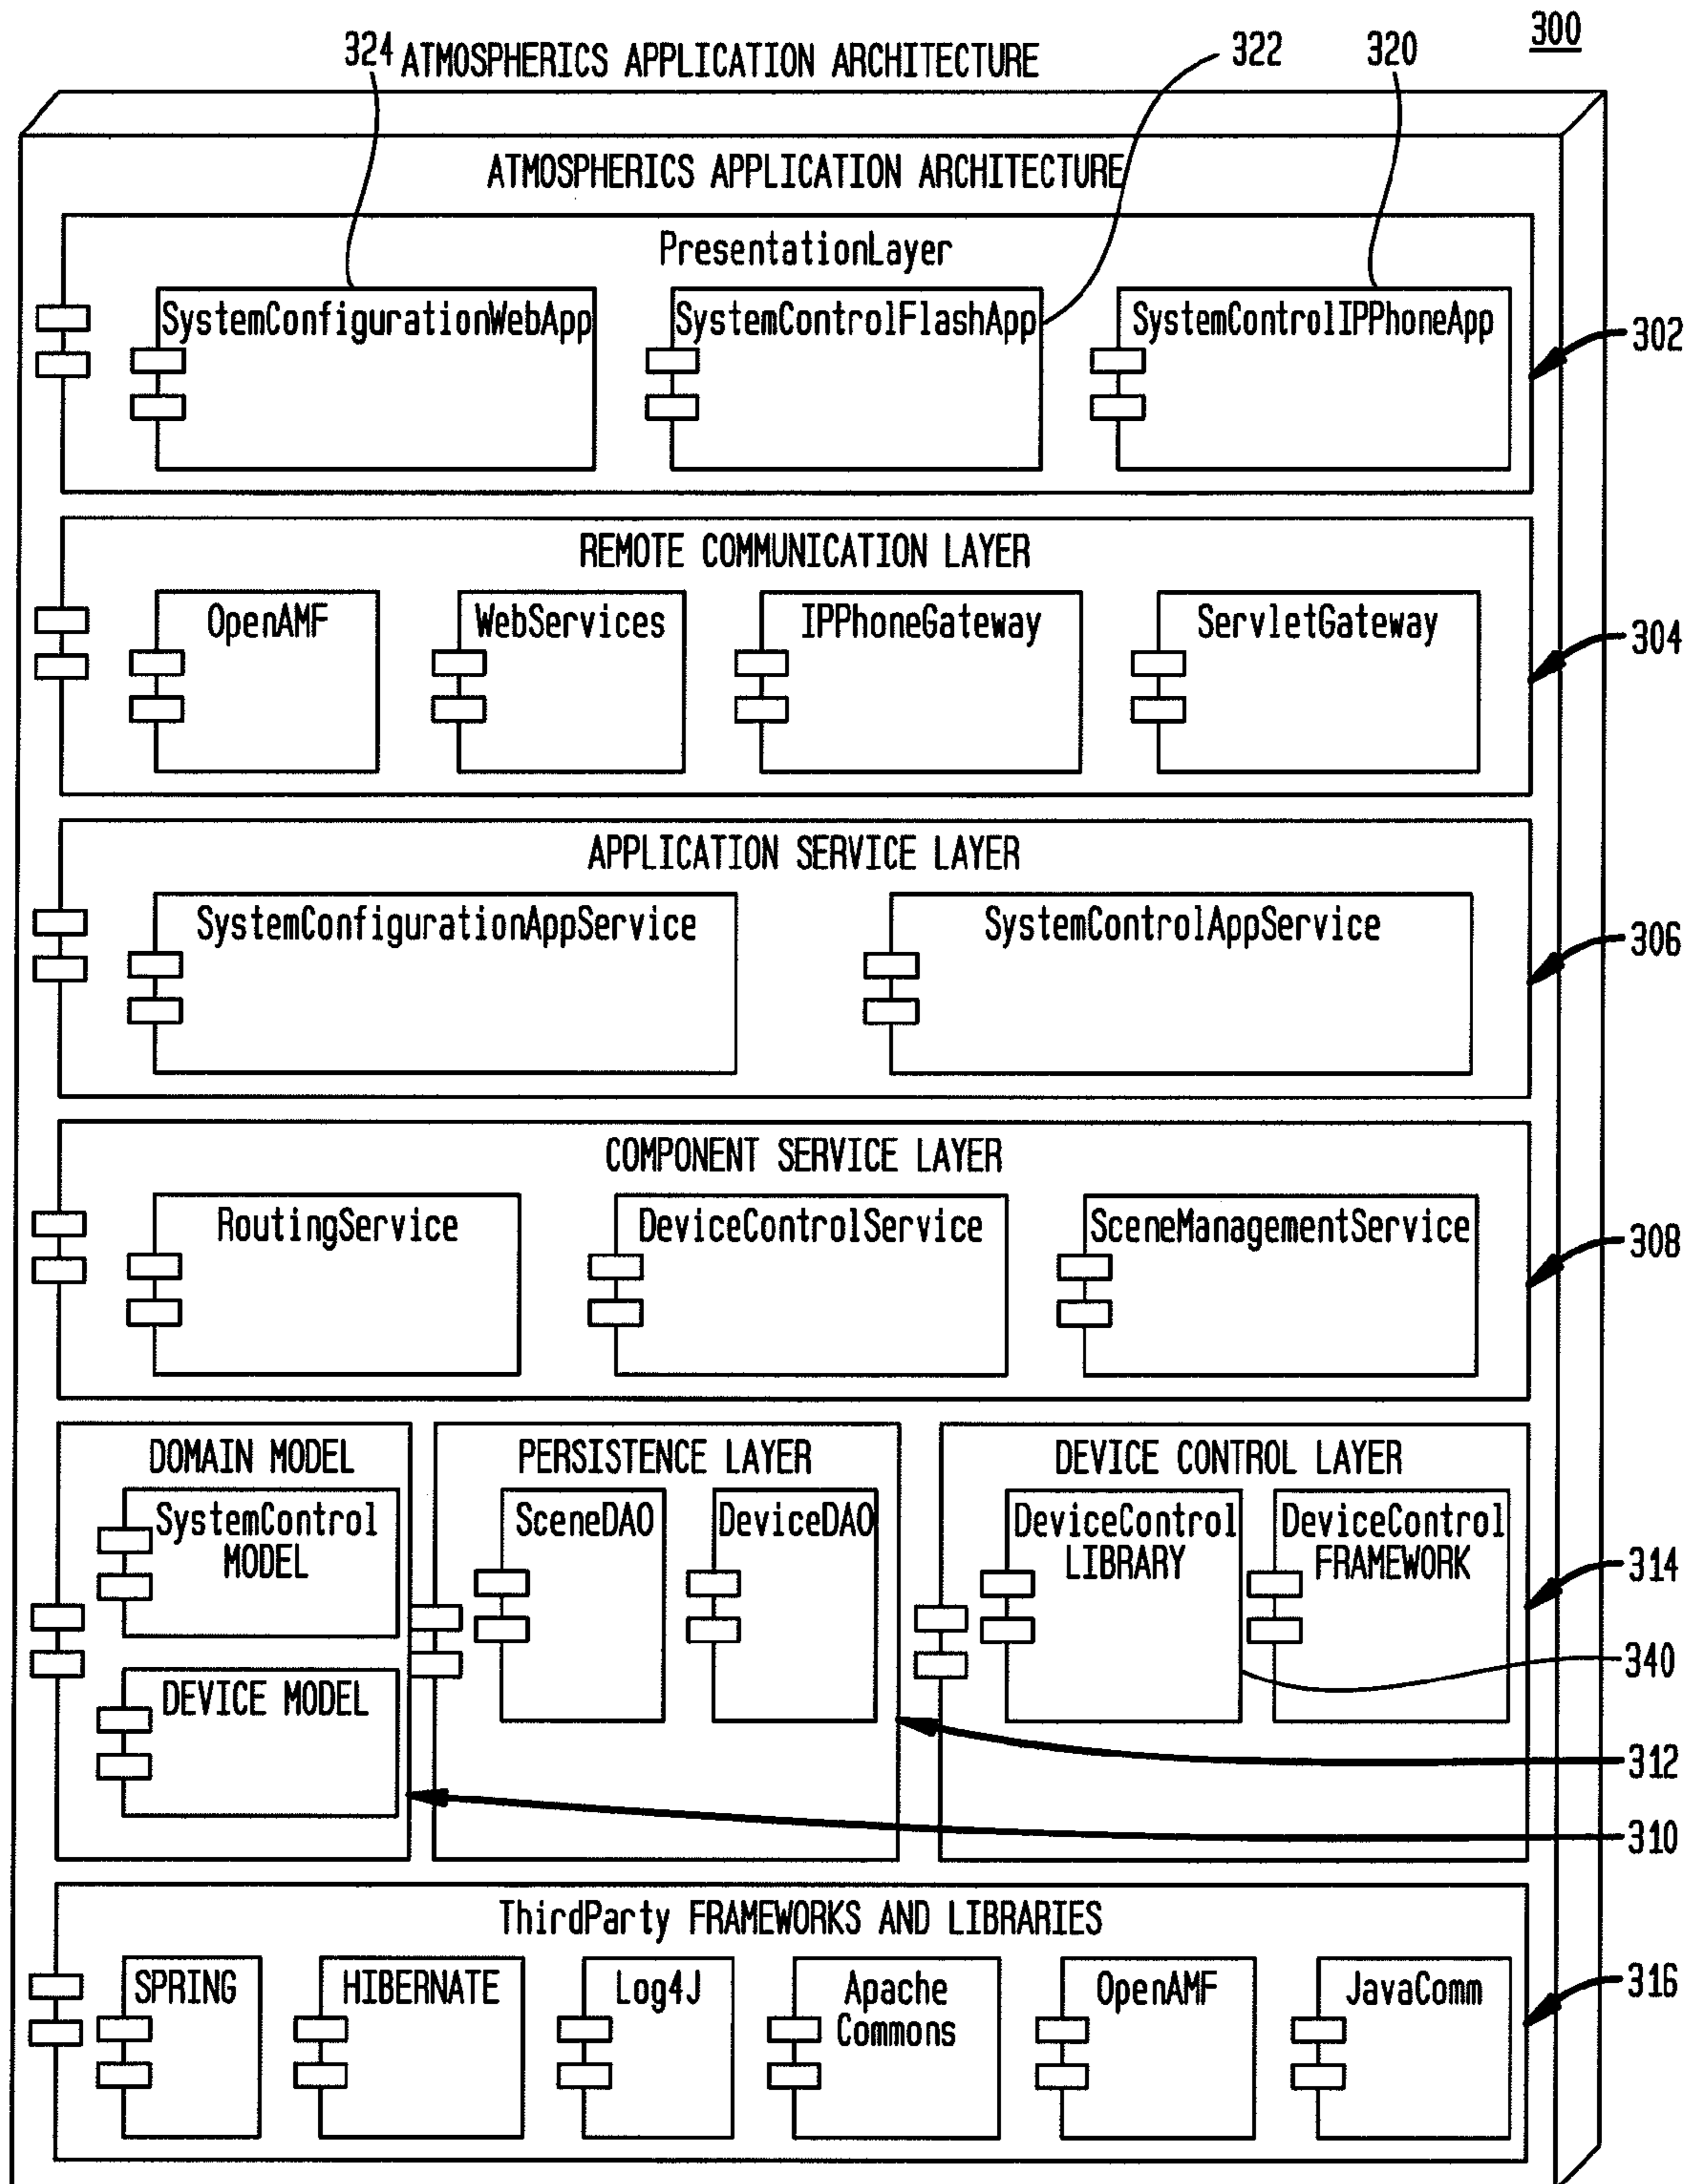 300
324 ATMOSPHERICS APPLICATION ARCHITECTURE 322 320
ATMOSPHERICS APPLICATION ARCHITECTURE
PresentationLayer
SystemConfigurationWebApp SystemControlFlashApp SystemControlIPPhoneApp
302
REMOTE COMMUNICATION LAYER
OpenAMF WebServices IPPhoneGateway ServletGateway
304
APPLICATION SERVICE LAYER
SystemConfigurationAppService SystemControlAppService
306
COMPONENT SERVICE LAYER
RoutingService DeviceControlService SceneManagementService
308
DOMAIN MODEL
SystemControl
MODEL
DEVICE MODEL
PERSISTENCE LAYER
SceneDAO DeviceDAO
DEVICE CONTROL LAYER
DeviceControl
LIBRARY
DeviceControl
FRAMEWORK
314
340
312
310
ThirdParty FRAMEWORKS AND LIBRARIES
SPRING HIBERNATE Log4J Apache
Commons
OpenAMF JavaComm
316